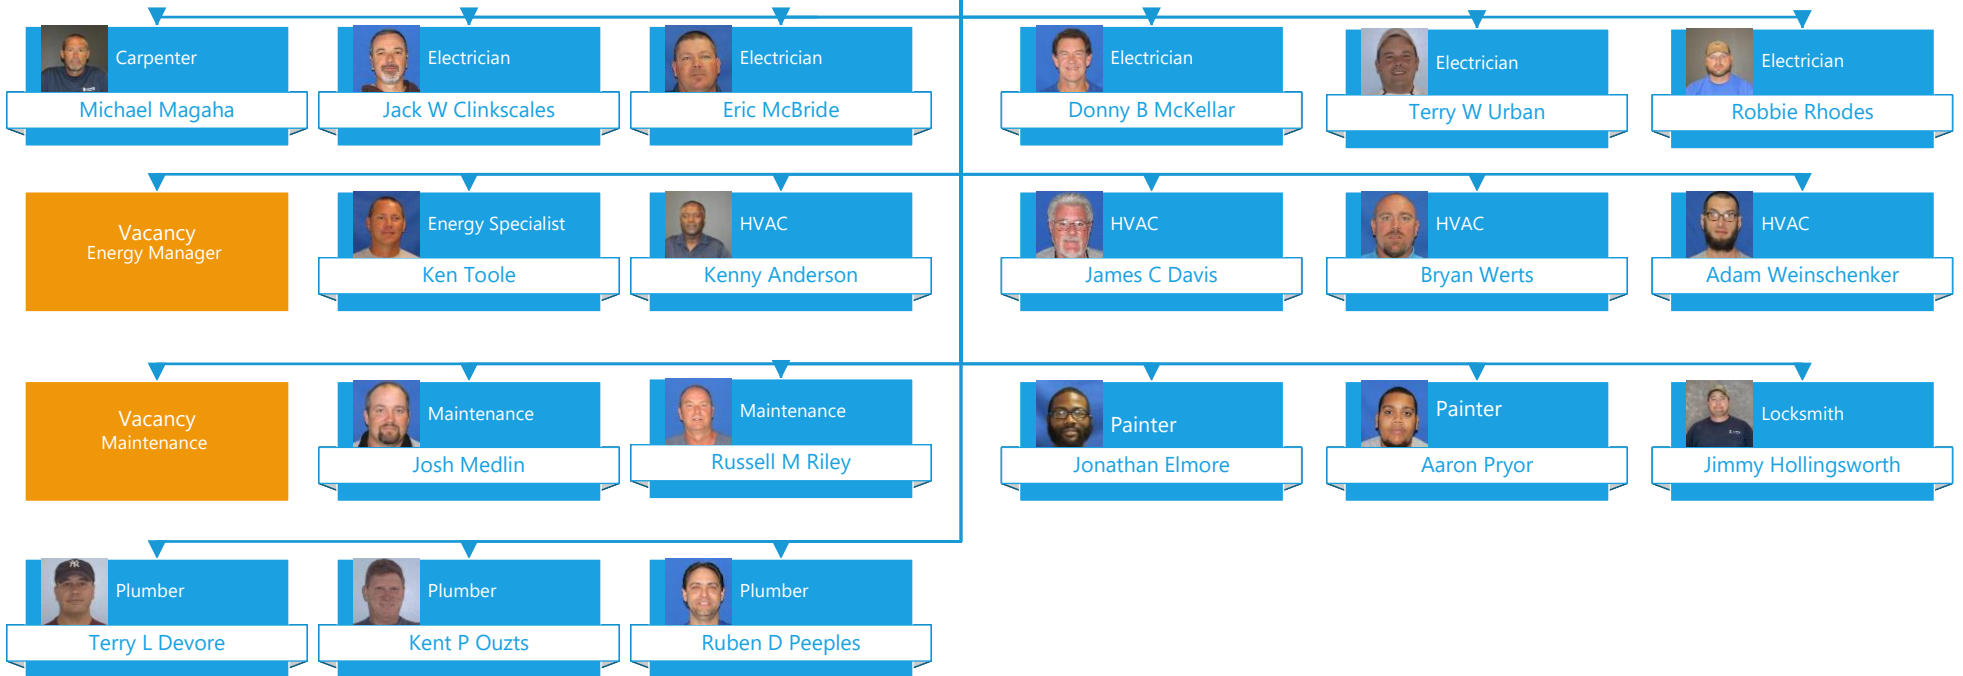 Carpenter
Michael Magaha
Electrician
Jack W Clinkscales
Electrician
Eric McBride
Electrician
Donny B McKellar
Electrician
Terry W Urban
Electrician
Robbie Rhodes
Vacancy
Energy Manager
Energy Specialist
Ken Toole
HVAC
Kenny Anderson
HVAC
James C Davis
HVAC
Bryan Werts
HVAC
Adam Weinschenker
Vacancy
Maintenance
Maintenance
Josh Medlin
Maintenance
Russell M Riley
Painter
Jonathan Elmore
Painter
Aaron Pryor
Locksmith
Jimmy Hollingsworth
Plumber
Terry L Devore
Plumber
Kent P Ouzts
Plumber
Ruben D Peeples